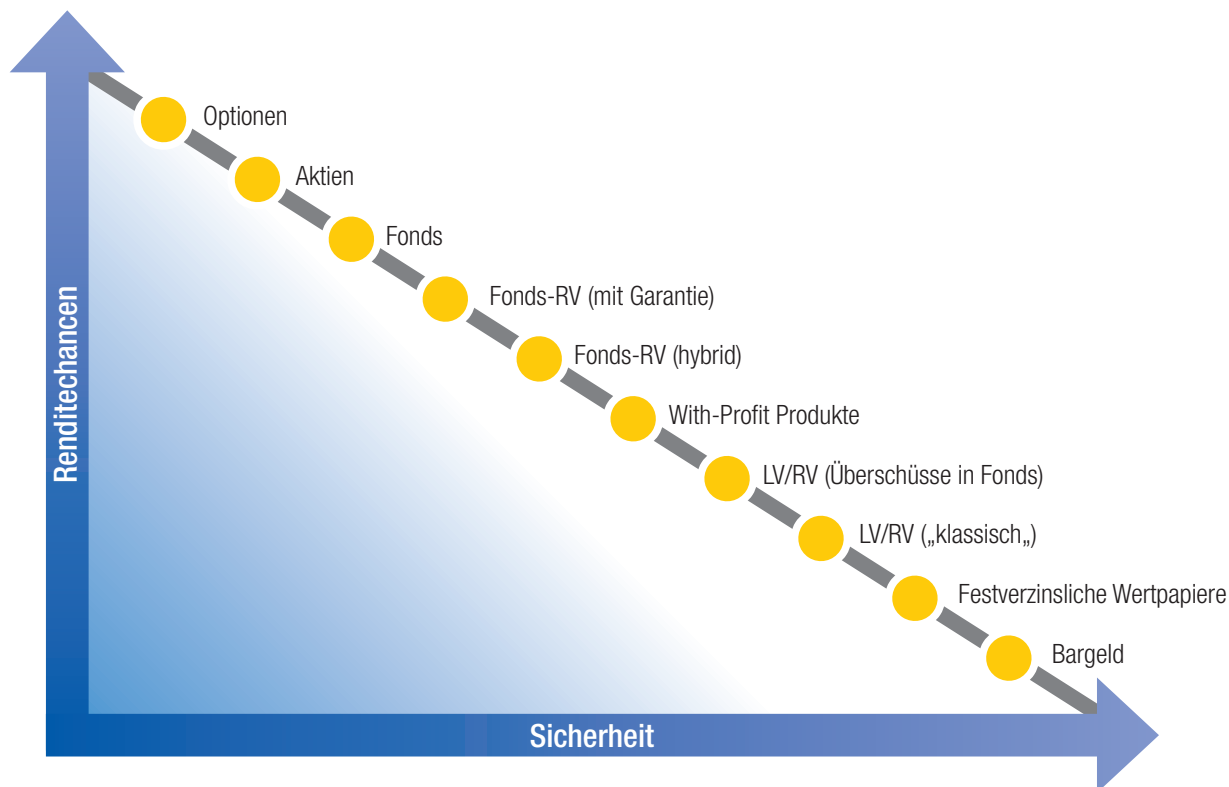 Optionen
Aktien
Fonds
Fonds-RV (mit Garantie)
Fonds-RV (hybrid)
With-Profit Produkte
LV/RV (Überschüsse in Fonds)
LV/RV („klassisch„)
Festverzinsliche Wertpapiere
Bargeld
Renditechancen
Sicherheit